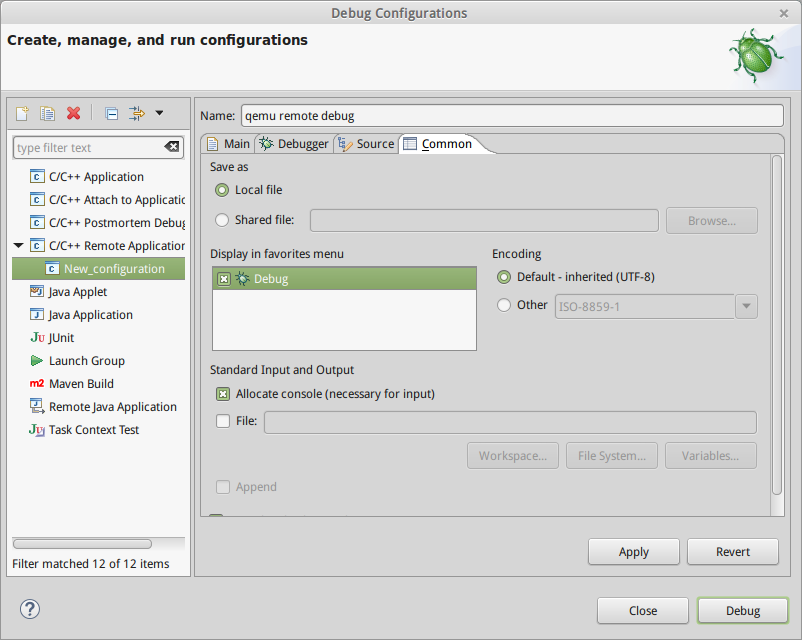 Debug Configurations
Create, manage, and run configurations
Name: qemu remote debug
type filter text
Main Debugger Source Common
C/C++ Application
C/C++ Attach to Applicatio
C/C++ Postmortem Debug
C/C++ Remote Application
New_configuration
Java Applet
Java Application
Ju JUnit
Launch Group
m2 Maven Build
Remote Java Application
Ju Task Context Test
Filter matched 12 of 12 items
Save as
Local file
Shared file: Browse...
Display in favorites menu
Debug
Encoding
Default - inherited (UTF-8)
Other ISO-8859-1
Standard Input and Output
Allocate console (necessary for input)
File:
Workspace... File System... Variables...
Append
Apply Revert
Close Debug